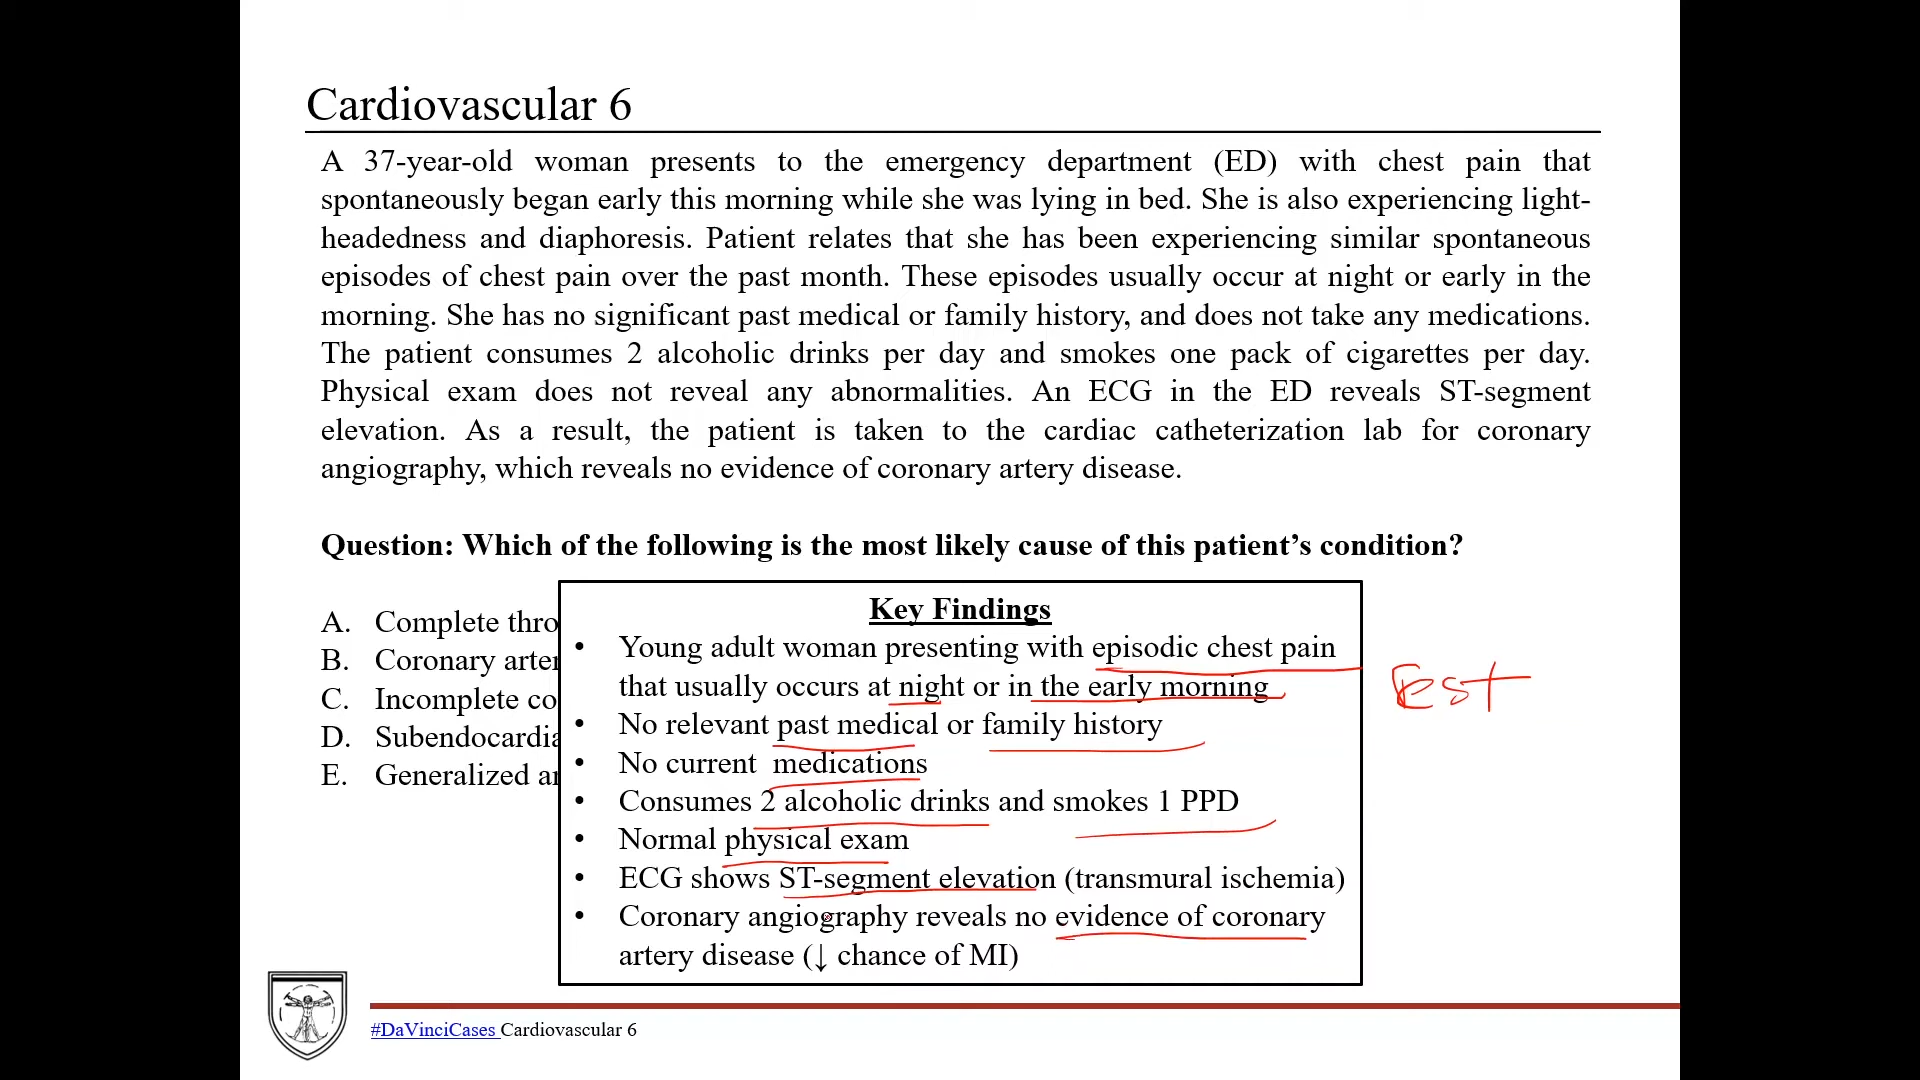 Cardiovascular 6
A 37-year-old woman presents to the emergency department (ED) with chest pain that
spontaneously began early this morning while she was lying in bed. She is also experiencing light-
headedness and diaphoresis. Patient relates that she has been experiencing similar spontaneous
episodes of chest pain over the past month. These episodes usually occur at night or early in the
morning. She has no significant past medical or family history, and does not take any medications.
The patient consumes 2 alcoholic drinks per day and smokes one pack of cigarettes per day.
Physical exam does not reveal any abnormalities. An ECG in the ED reveals ST-segment
elevation. As a result, the patient is taken to the cardiac catheterization lab for coronary
angiography, which reveals no evidence of coronary artery disease.
Question: Which of the following is the most likely cause of this patient’s condition?
A. Complete thro
B. Coronary arter
C. Incomplete co
D. Subendocardia
E. Generalized an
Key Findings
• Young adult woman presenting with episodic chest pain
that usually occurs at night or in the early morning
• No relevant past medical or family history
• No current medications
• Consumes 2 alcoholic drinks and smokes 1 PPD
• Normal physical exam
• ECG shows ST-segment elevation (transmural ischemia)
• Coronary angiography reveals no evidence of coronary
artery disease (↓ chance of MI)
#DaVinciCases Cardiovascular 6